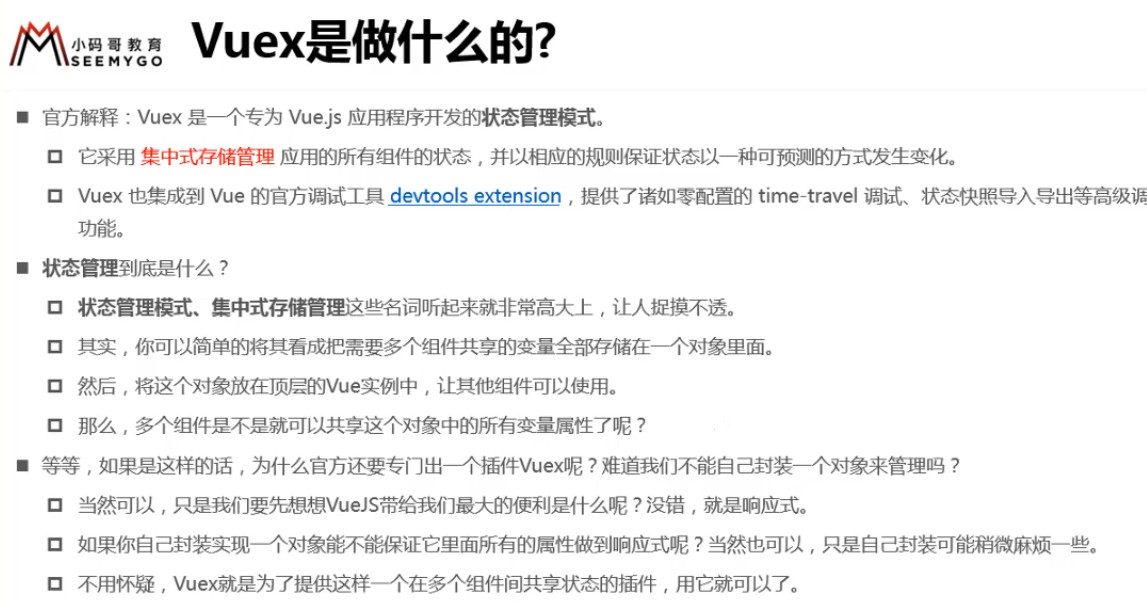 小码哥教育
SEEMYGO
Vuex是做什么的?
官方解释：Vuex 是一个专为 Vue.js 应用程序开发的状态管理模式。
它采用 集中式存储管理 应用的所有组件的状态，并以相应的规则保证状态以一种可预测的方式发生变化。
Vuex 也集成到 Vue 的官方调试工具 devtools extension，提供了诸如零配置的 time-travel 调试、状态快照导入导出等高级调
功能。
状态管理到底是什么？
状态管理模式、集中式存储管理这些名词听起来就非常高大上，让人捉摸不透。
其实，你可以简单的将其看成把需要多个组件共享的变量全部存储在一个对象里面。
然后，将这个对象放在顶层的Vue实例中，让其他组件可以使用。
那么，多个组件是不是就可以共享这个对象中的所有变量属性了呢？
等等，如果是这样的话，为什么官方还要专门出一个插件Vuex呢？难道我们不能自己封装一个对象来管理吗？
当然可以，只是我们要先想想VueJS带给我们最大的便利是什么呢？没错，就是响应式。
如果你自己封装实现一个对象能不能保证它里面所有的属性做到响应式呢？当然也可以，只是自己封装可能稍微麻烦一些。
不用怀疑，Vuex就是为了提供这样一个在多个组件间共享状态的插件，用它就可以了。